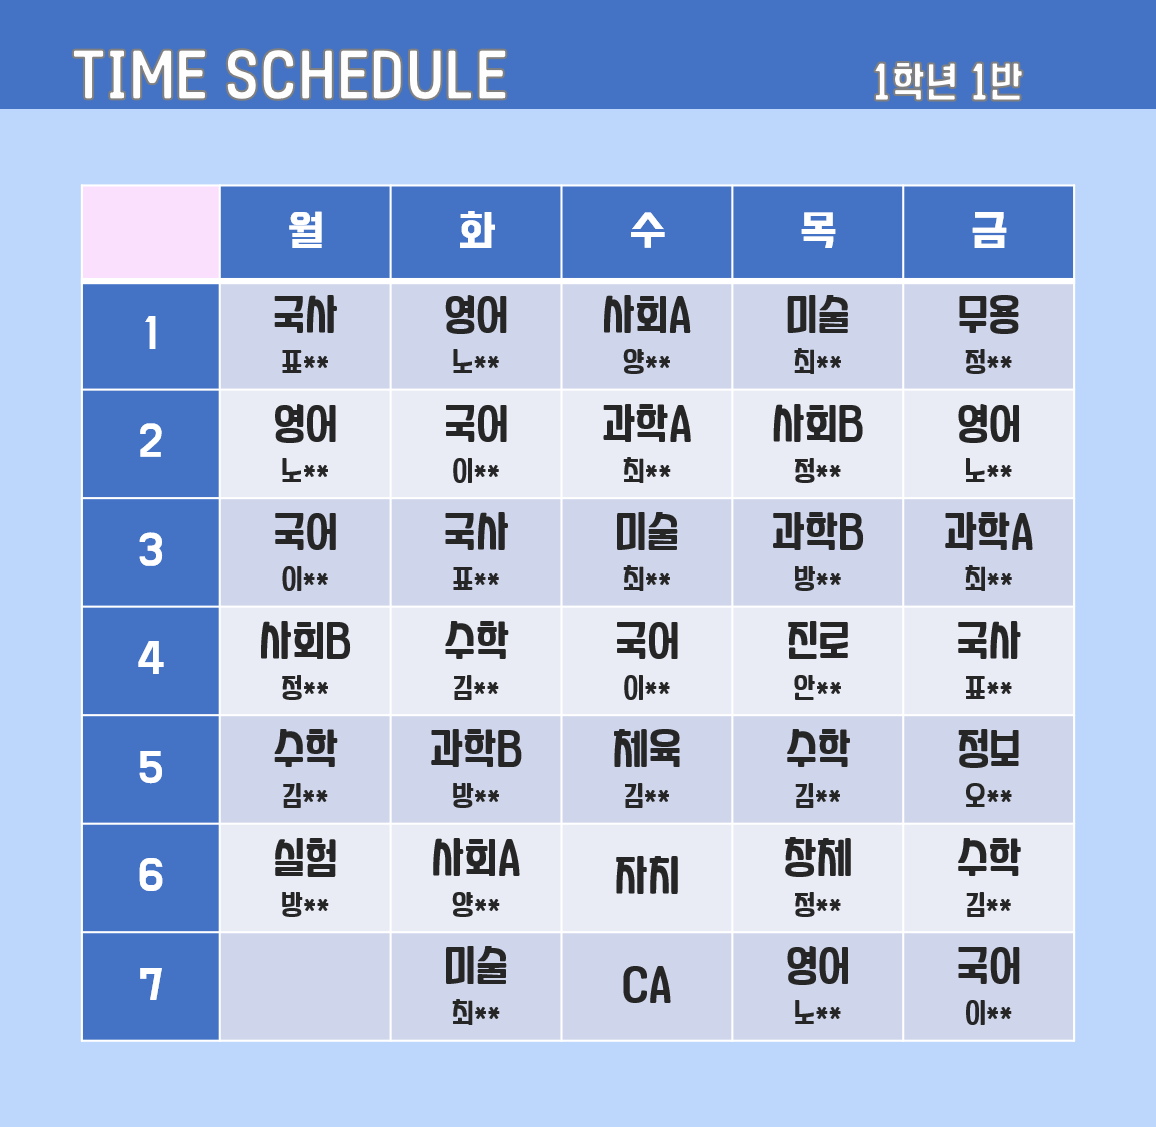 TIME SCHEDULE
1학년 1반
월 화 수 목 금
1 국사 영어 사회A 미술 무용
표** 노** 양** 최** 정**
2 영어 국어 과학A 사회B 영어
노** 이** 최** 정** 노**
3 국어 국사 미술 과학B 과학A
이** 표** 최** 방** 최**
4 사회B 수학 국어 진로 국사
정** 김** 이** 안** 표**
5 수학 과학B 체육 수학 정보
김** 방** 김** 김** 오**
6 실험 사회A 자치 창체 수학
방** 양** 정** 김**
7 미술 CA 영어 국어
최** 노** 이**